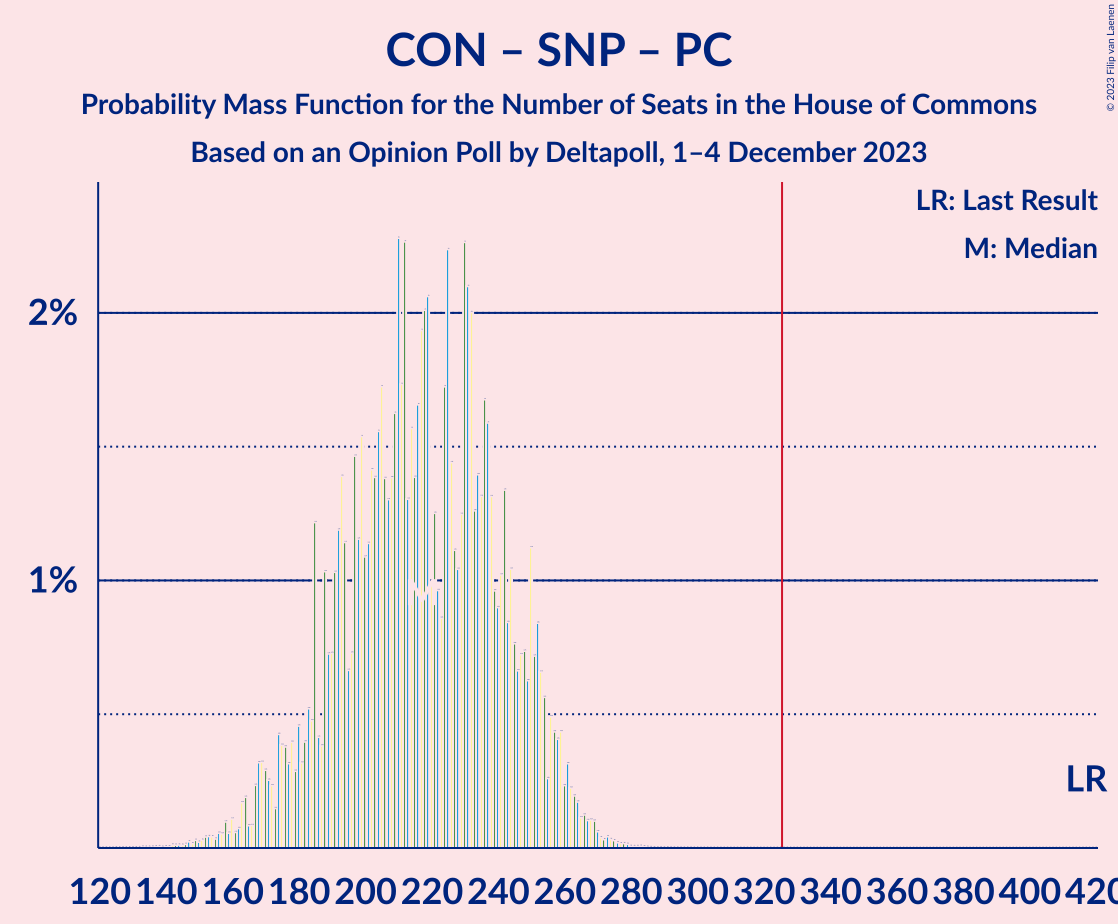 CON – SNP – PC
Probability Mass Function for the Number of Seats in the House of Commons
Based on an Opinion Poll by Deltapoll, 1–4 December 2023
© 2023 Filip van Laenen
LR: Last Result
M: Median
2%
1%
LR
120 140 160 180 200 220 240 260 280 300 320 340 360 380 400 420